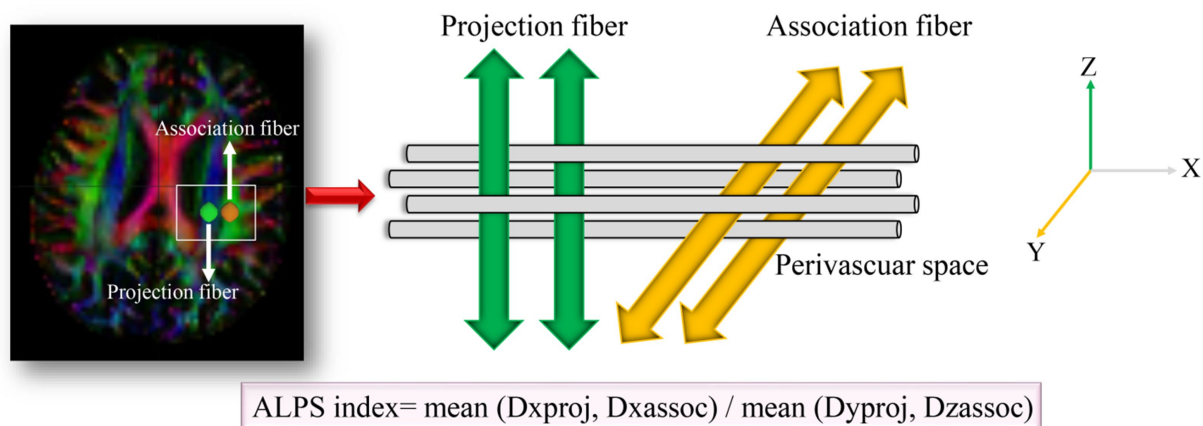 Projection fiber
Association fiber
Association fiber
Projection fiber
Perivascuar space
Z
X
Y
ALPS index= mean (Dxproj, Dxassoc) / mean (Dyproj, Dzassoc)